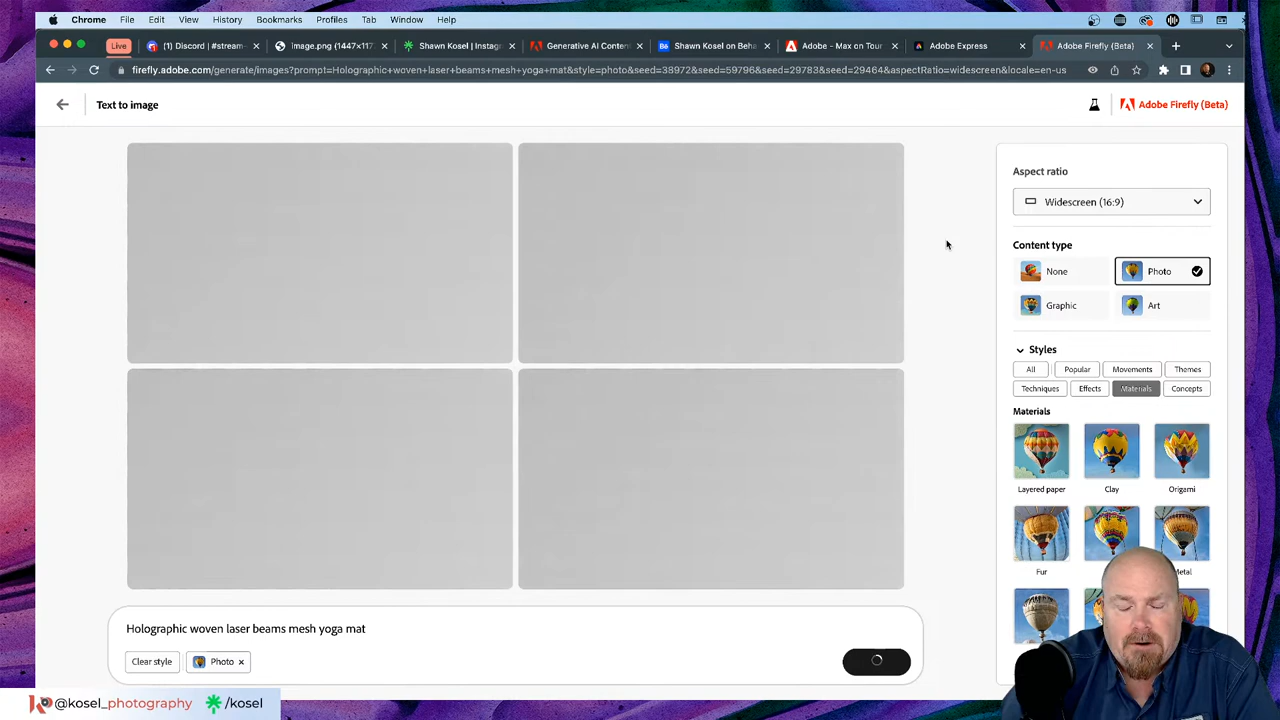 Chrome File Edit View History Bookmarks Profiles Tab Window Help
Live (1) Discord | #stream- image.png (1447×117 Shawn Kosel | Instag Generative AI Conten Shawn Kosel on Beha Adobe - Max on Tour Adobe Express Adobe Firefly (Beta)
firefly.adobe.com/generate/images?prompt=Holographic+woven+laser+beams+mesh+yoga+mat&style=photo&seed=38972&seed=59796&seed=29783&seed=29464&aspectRatio=widescreen&locale=en-us
Text to image
Adobe Firefly (Beta)
Aspect ratio
Widescreen (16:9)
Content type
None Photo
Graphic Art
Styles
All Popular Movements Themes
Techniques Effects Materials Concepts
Materials
Layered paper Clay Origami
Fur Metal
Holographic woven laser beams mesh yoga mat
Clear style Photo ×
@kosel_photography /kosel